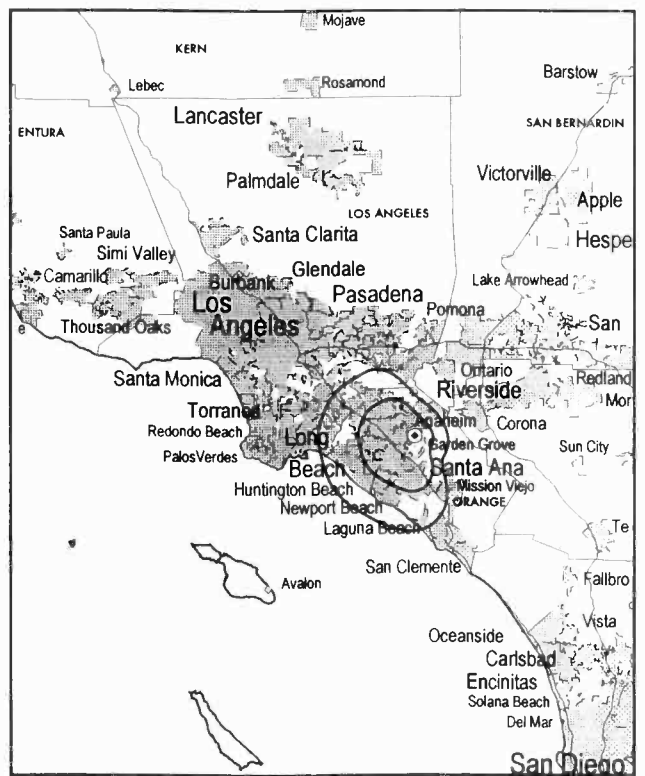 Mojave
KERN
Lebec
Rosamond
Barstow
Lancaster
ENTURA
SAN BERNARDIN
Palmdale
Victorville
Apple
LOS ANGELES
Santa Paula
Santa Clarita
Hespe
Simi Valley
Camarillo
Burbank
Glendale
Lake Arrowhead
Los
Angeles
Pasadena
Pomona
San
e
Thousand Oaks
Santa Monica
Ontario
Riverside
Redland
Mor
Torrance
Anaheim
Corona
Redondo Beach
Long
Beach
Garden Grove
Sun City
PalosVerdes
Santa Ana
Huntington Beach
Mission Viejo
Newport Beach
ORANGE
Laguna Beach
Te
San Clemente
Avalon
Fallbro
Vista
Oceanside
Carlsbad
Encinitas
Solana Beach
Del Mar
San Diego